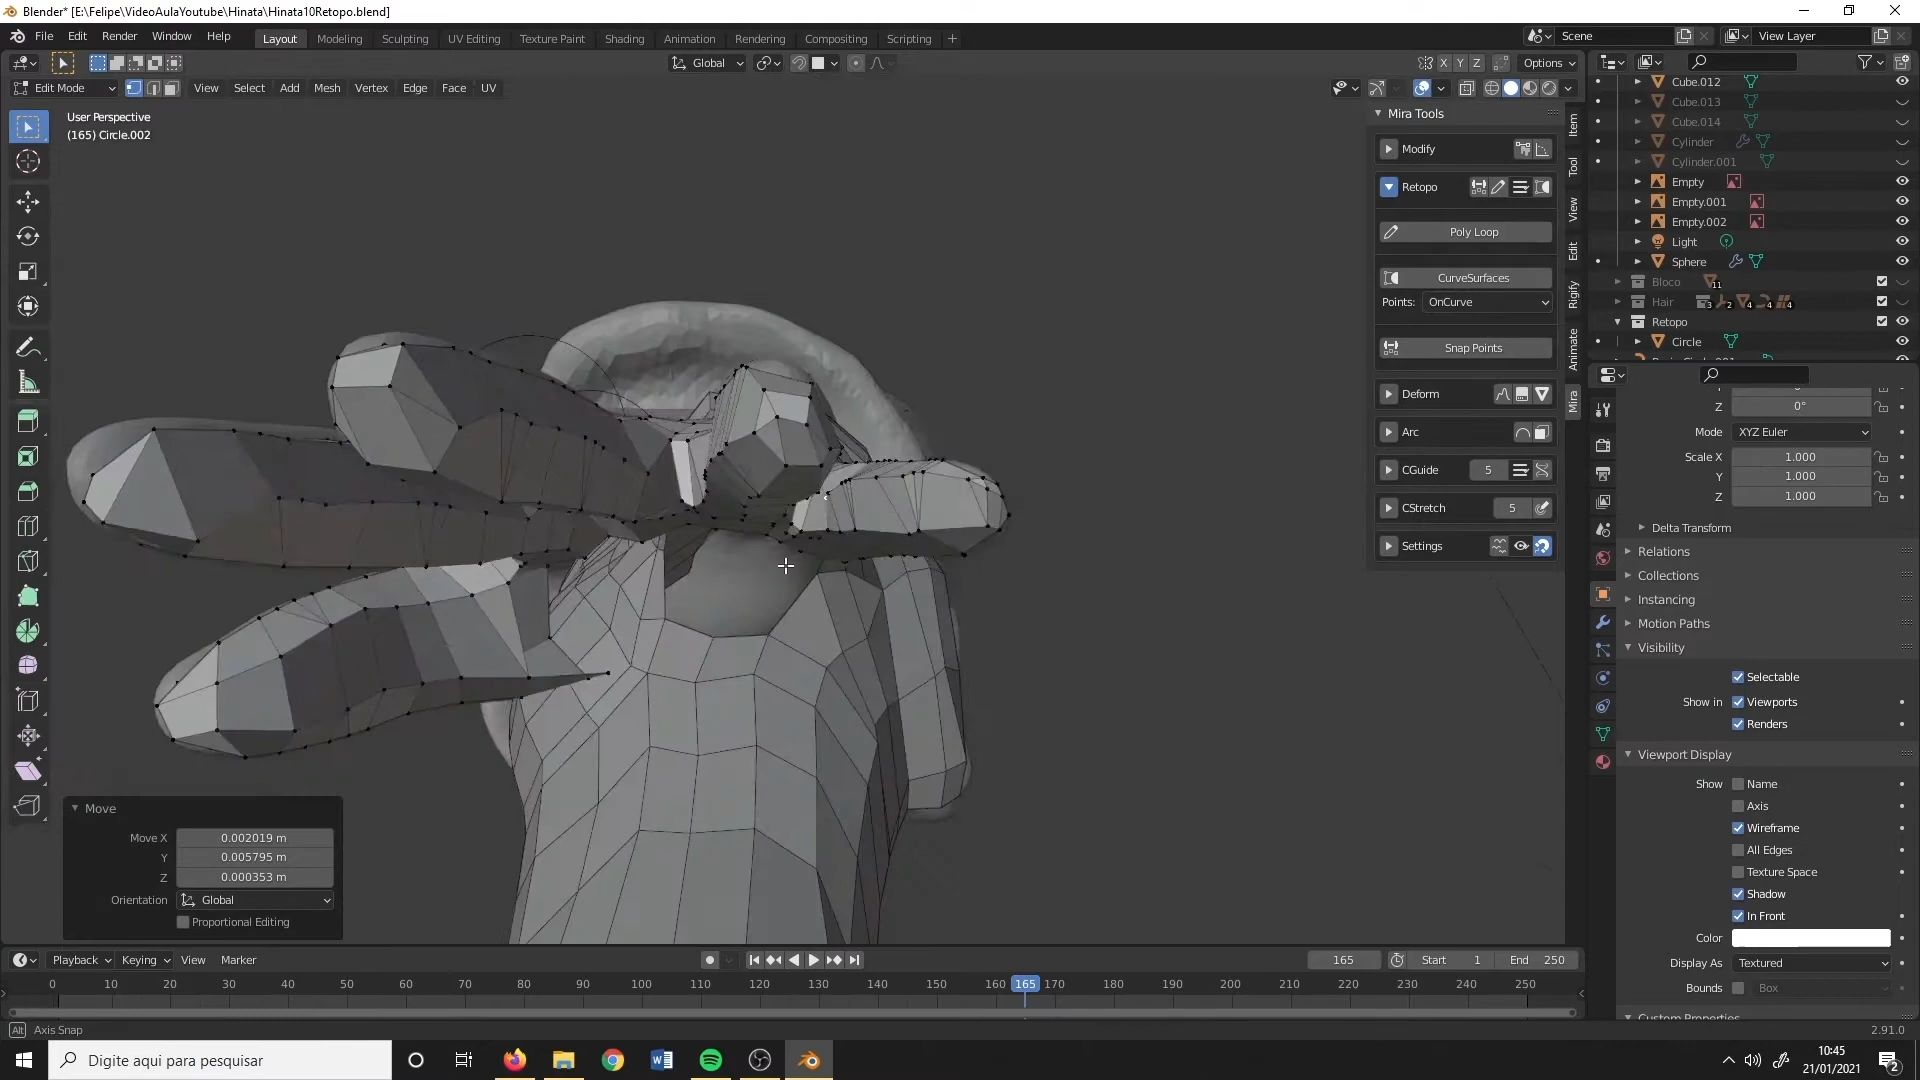 Blender* [E:\Felipe\VideoAulaYoutube\Hinata\Hinata10Retopo.blend]
File Edit Render Window Help Layout Modeling Sculpting UV Editing Texture Paint Shading Animation Rendering Compositing Scripting + Scene View Layer
Global X Y Z Options
Edit Mode View Select Add Mesh Vertex Edge Face UV
User Perspective
(165) Circle.002
Mira Tools
Modify
Retopo
Poly Loop
CurveSurfaces
Points: OnCurve
Snap Points
Deform
Arc
CGuide 5
CStretch 5
Settings
Item
Tool
View
Edit
Rigify
Animate
Mira
Cube.012
Cube.013
Cube.014
Cylinder
Cylinder.001
Empty
Empty.001
Empty.002
Light
Sphere
Bloco 11
Hair 3 2 4 4 4
Retopo
Circle
Z 0°
Mode XYZ Euler
Scale X 1.000
Y 1.000
Z 1.000
Delta Transform
Relations
Collections
Instancing
Motion Paths
Visibility
Selectable
Show in Viewports
Renders
Viewport Display
Show Name
Axis
Wireframe
All Edges
Texture Space
Shadow
In Front
Color
Display As Textured
Bounds Box
Custom Properties
Move
Move X 0.002019 m
Y 0.005795 m
Z 0.000353 m
Orientation Global
Proportional Editing
Playback Keying View Marker 165 Start 1 End 250
0 10 20 30 40 50 60 70 80 90 100 110 120 130 140 150 160 165 170 180 190 200 210 220 230 240 250
Alt Axis Snap 2.91.0
Digite aqui para pesquisar
10:45
21/01/2021
2